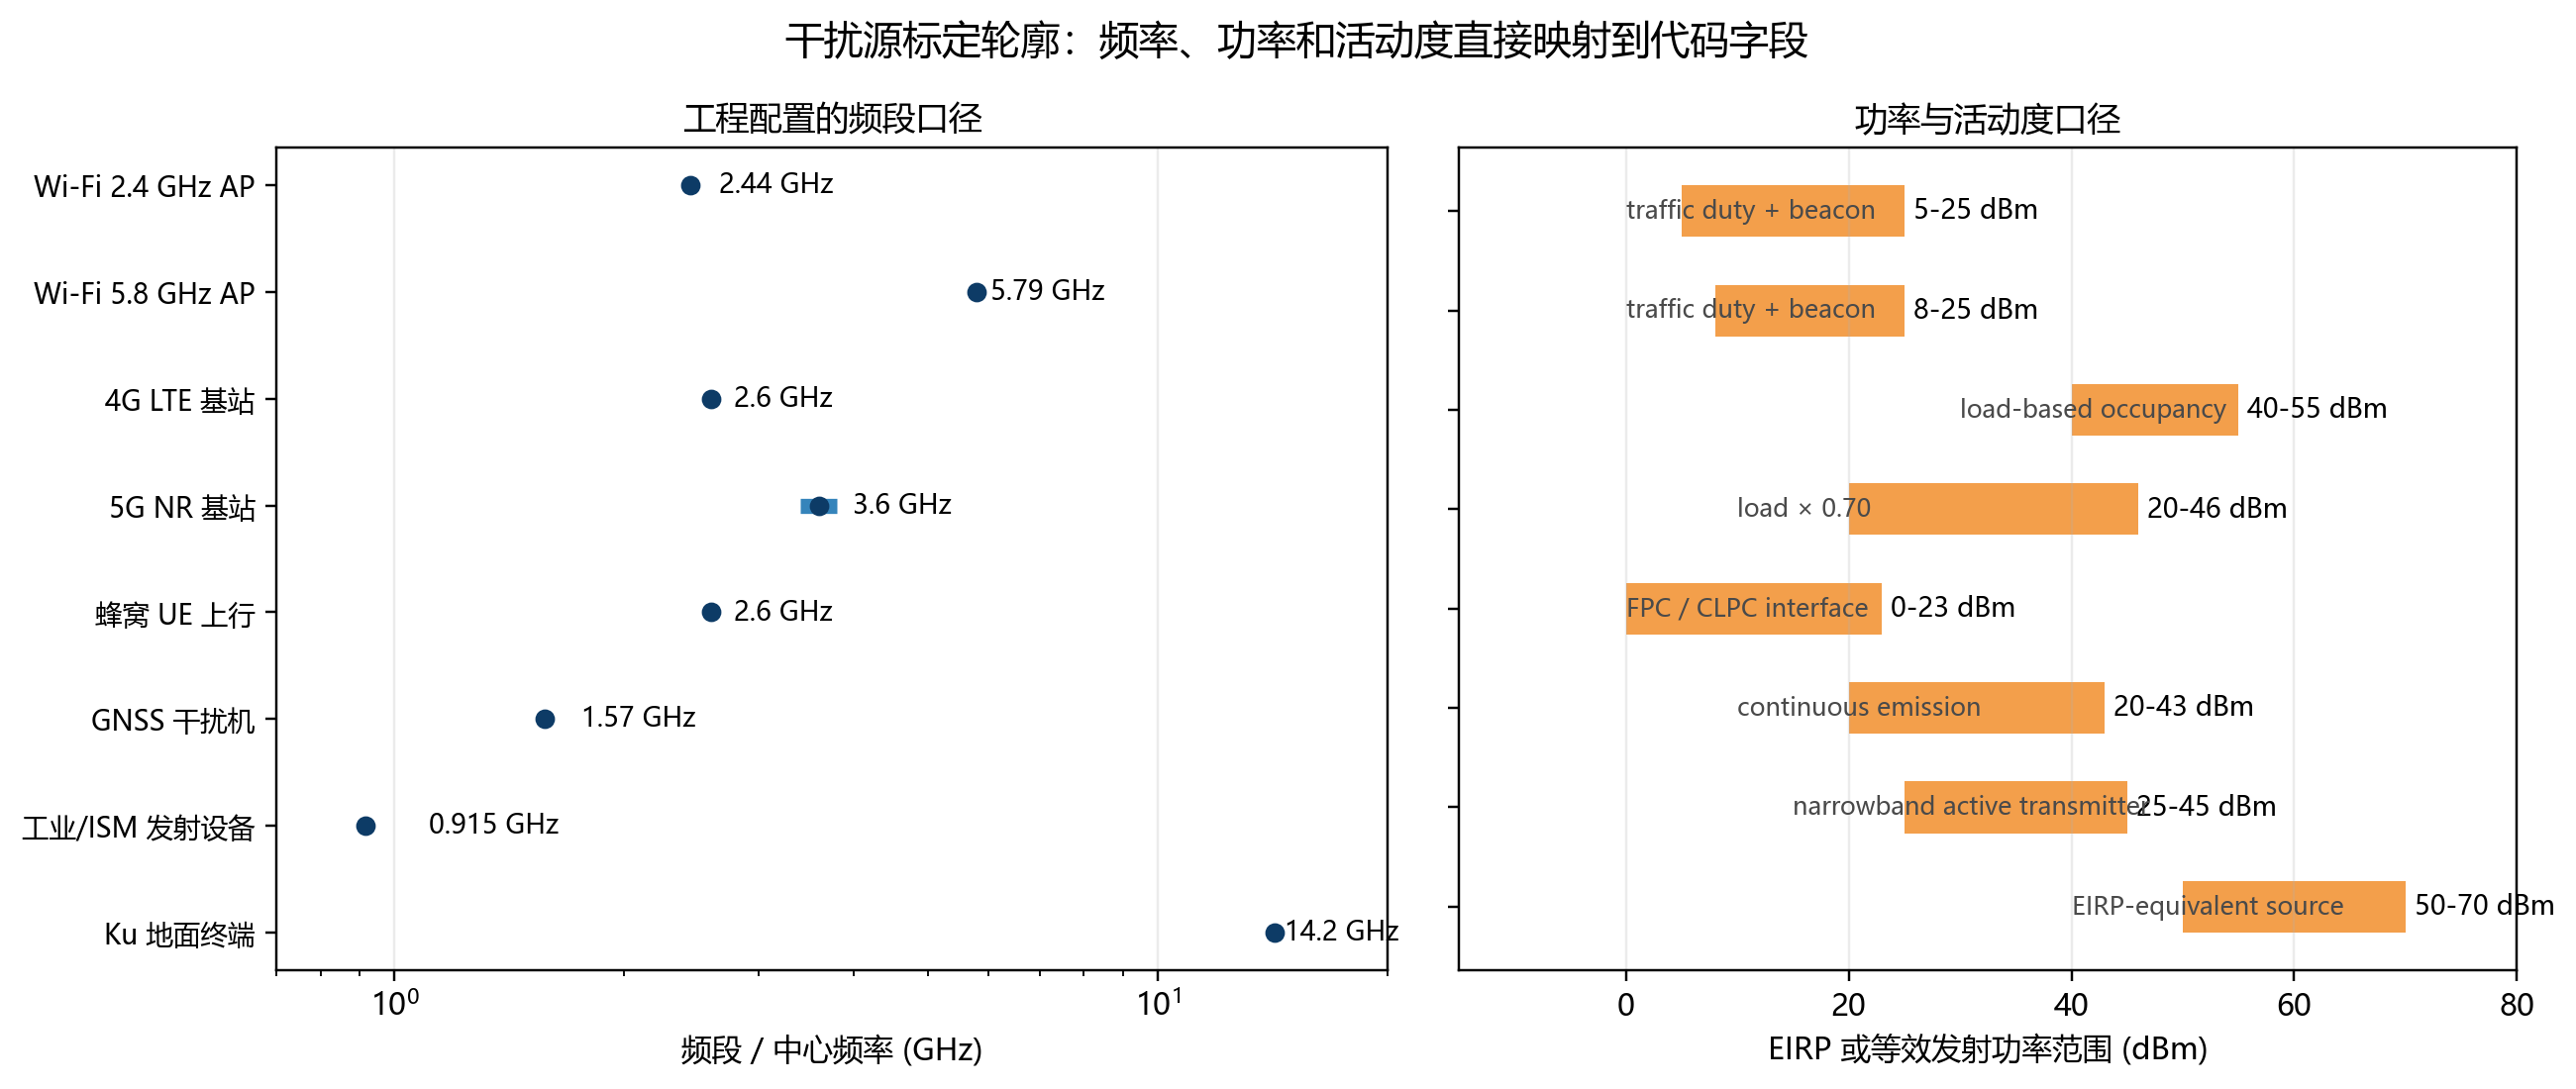 干扰源标定轮廓：频率、功率和活动度直接映射到代码字段
工程配置的频段口径
Wi-Fi 2.4 GHz AP
2.44 GHz
Wi-Fi 5.8 GHz AP
5.79 GHz
4G LTE 基站
2.6 GHz
5G NR 基站
3.6 GHz
蜂窝 UE 上行
2.6 GHz
GNSS 干扰机
1.57 GHz
工业/ISM 发射设备
0.915 GHz
Ku 地面终端
14.2 GHz
10⁰ 10¹
频段 / 中心频率 (GHz)
功率与活动度口径
traffic duty + beacon 5-25 dBm
traffic duty + beacon 8-25 dBm
load-based occupancy 40-55 dBm
load × 0.70 20-46 dBm
FPC / CLPC interface 0-23 dBm
continuous emission 20-43 dBm
narrowband active transmitter 25-45 dBm
EIRP-equivalent source 50-70 dBm
0 20 40 60 80
EIRP 或等效发射功率范围 (dBm)